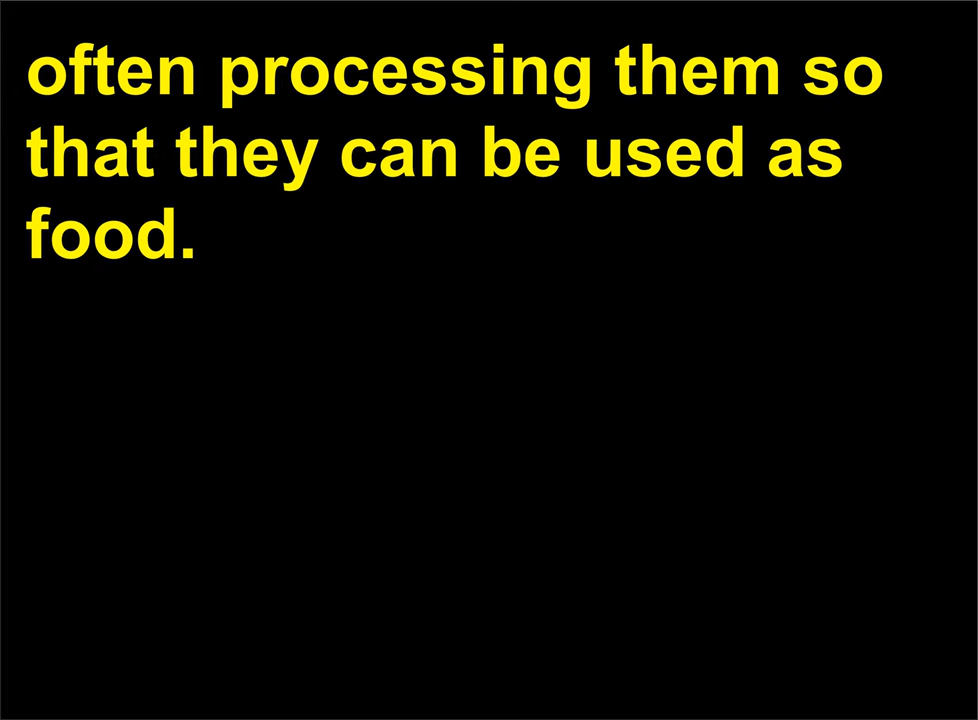 often processing them so
that they can be used as
food.